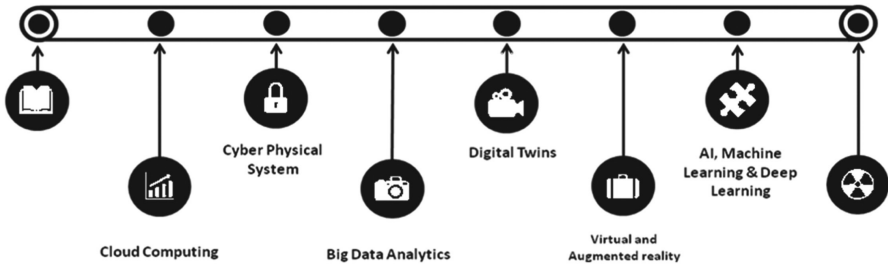 Cloud Computing
Cyber Physical
System
Big Data Analytics
Digital Twins
Virtual and
Augmented reality
AI, Machine
Learning & Deep
Learning